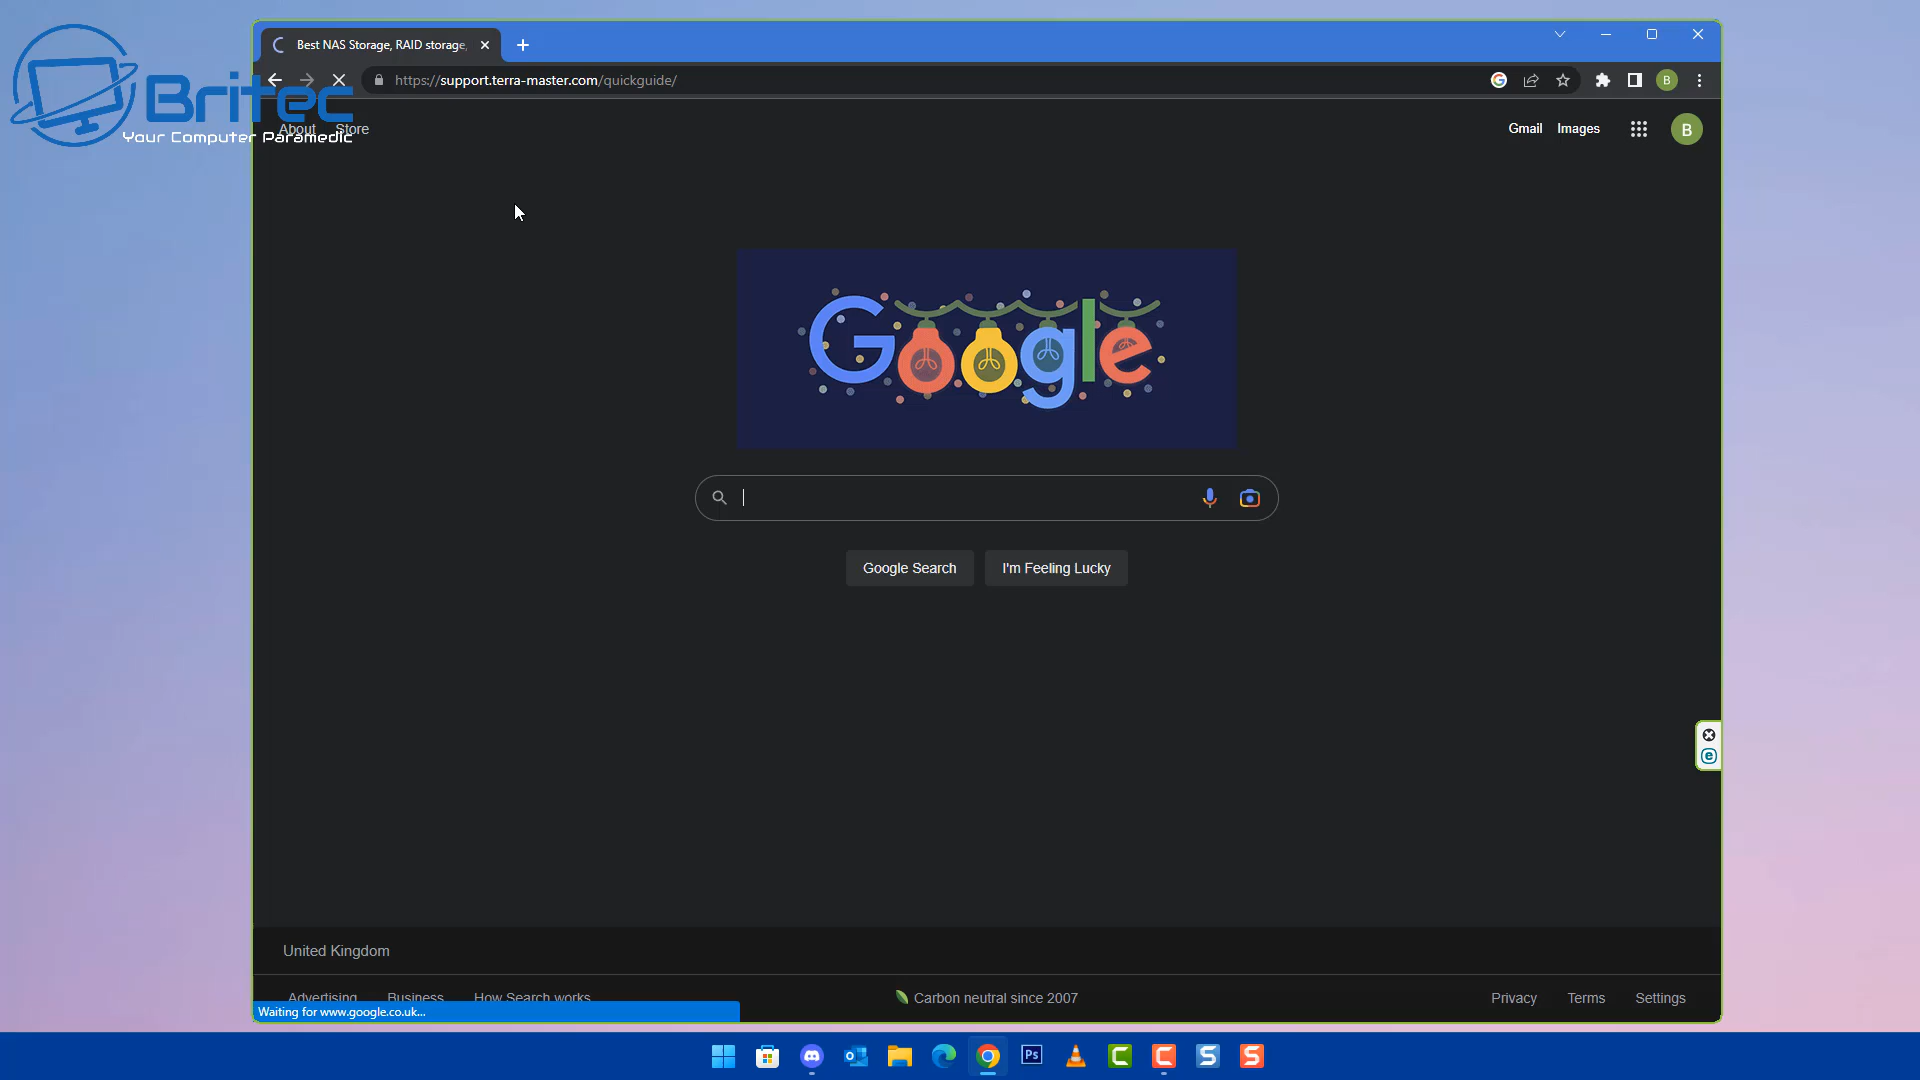 Britec
Your Computer Paramedic
Best NAS Storage, RAID storage,
https://support.terra-master.com/quickguide/
B
About Store
Gmail Images
B
Google
Google Search I'm Feeling Lucky
e
United Kingdom
Advertising Business How Search works Carbon neutral since 2007 Privacy Terms Settings
Waiting for www.google.co.uk...
Ps C C S S